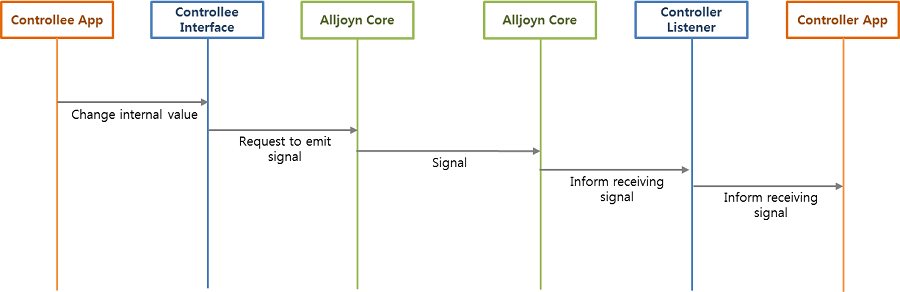 Controllee App
Controllee
Interface
Alljoyn Core
Alljoyn Core
Controller
Listener
Controller App
Change internal value
Request to emit
signal
Signal
Inform receiving
signal
Inform receiving
signal